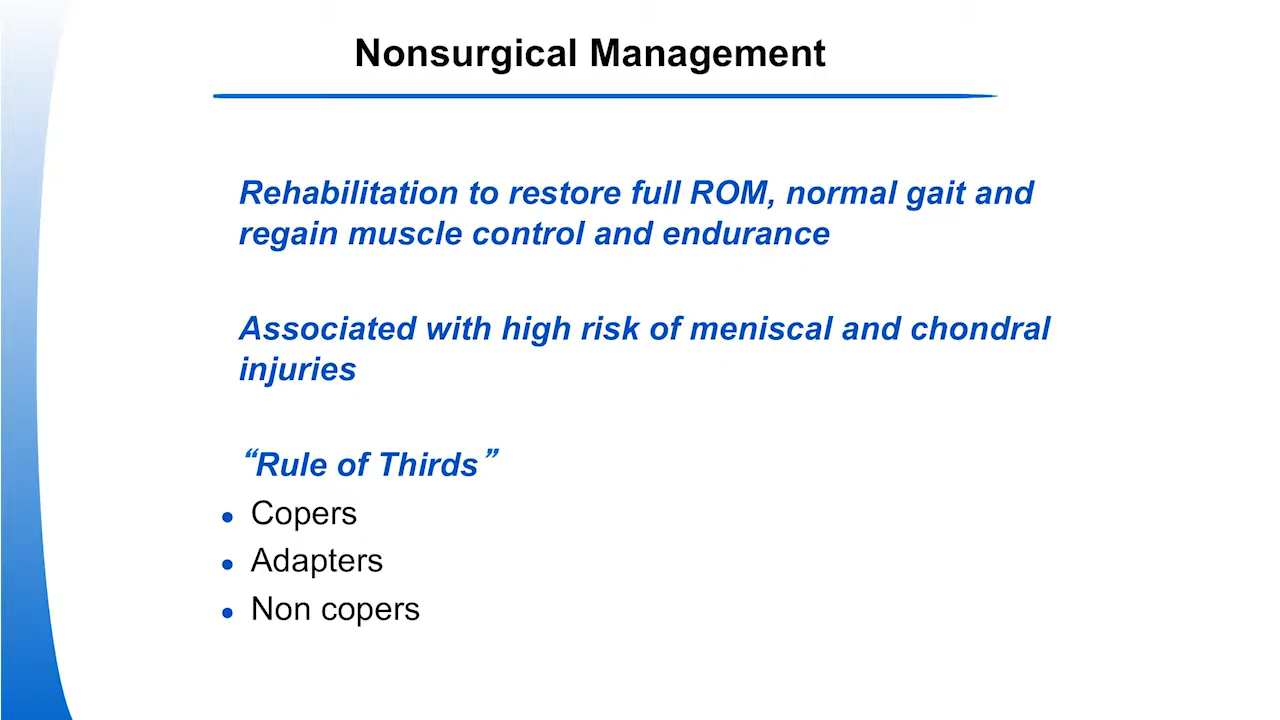 Nonsurgical Management
Rehabilitation to restore full ROM, normal gait and
regain muscle control and endurance
Associated with high risk of meniscal and chondral
injuries
“Rule of Thirds”
• Copers
• Adapters
• Non copers